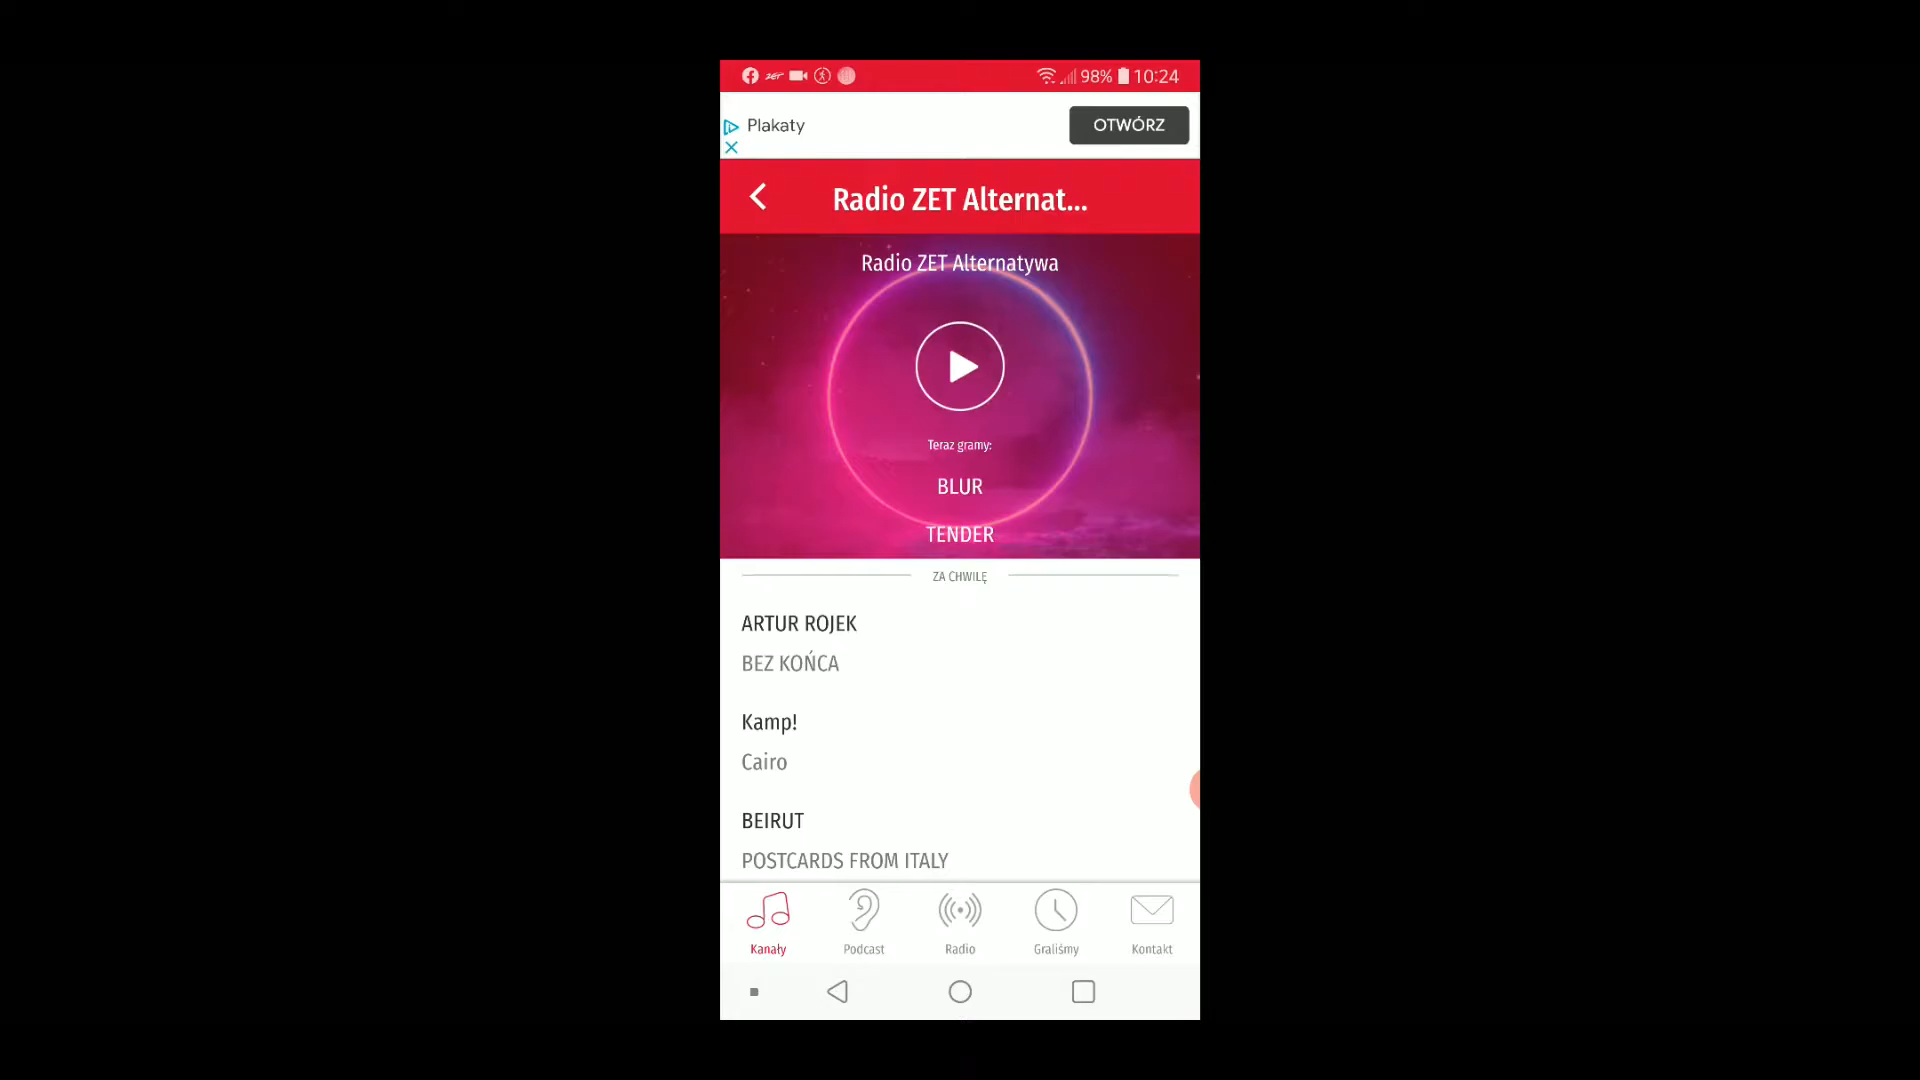 98% 10:24
Plakaty
OTWÓRZ
Radio ZET Alternat...
Radio ZET Alternatywa
Teraz gramy:
BLUR
TENDER
ZA CHWILĘ
ARTUR ROJEK
BEZ KOŃCA
Kamp!
Cairo
BEIRUT
POSTCARDS FROM ITALY
Kanały Podcast Radio Graliśmy Kontakt